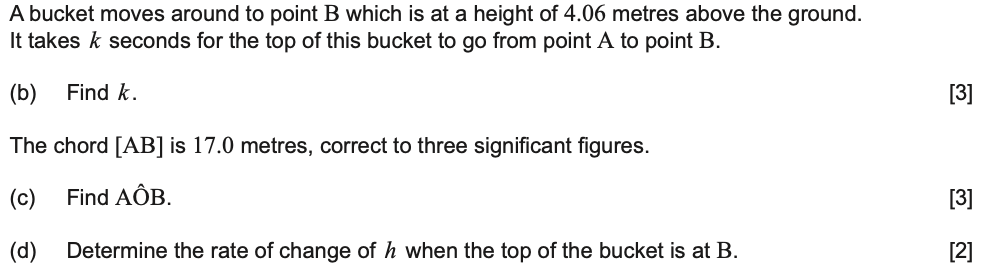 A bucket moves around to point B which is at a height of 4.06 metres above the ground.
It takes k seconds for the top of this bucket to go from point A to point B.
(b) Find k. [3]
The chord [AB] is 17.0 metres, correct to three significant figures.
(c) Find AÔB. [3]
(d) Determine the rate of change of h when the top of the bucket is at B. [2]